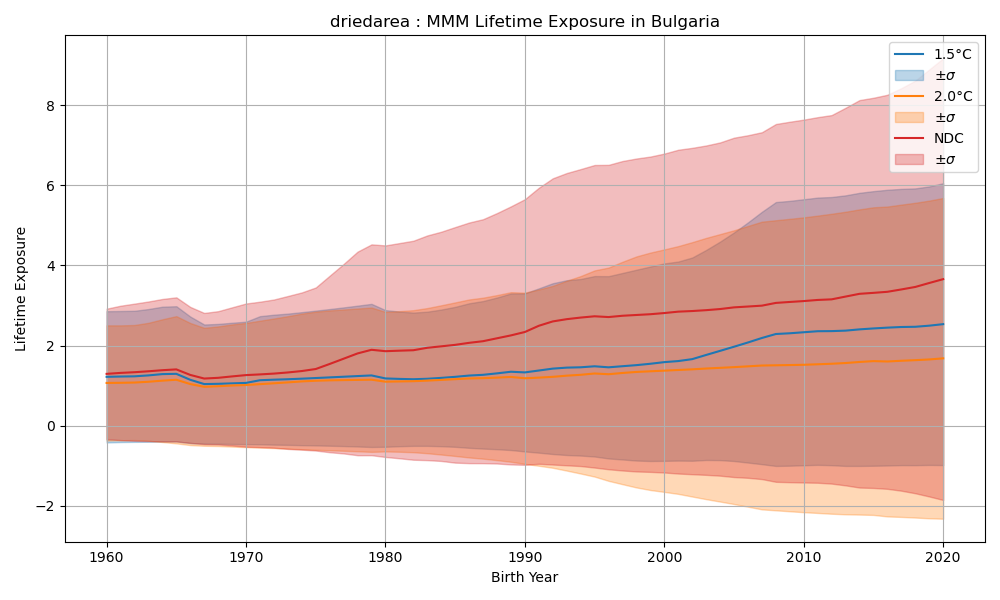 driedarea : MMM Lifetime Exposure in Bulgaria
1.5°C
±σ
2.0°C
±σ
NDC
±σ
Lifetime Exposure
8
6
4
2
0
−2
1960 1970 1980 1990 2000 2010 2020
Birth Year